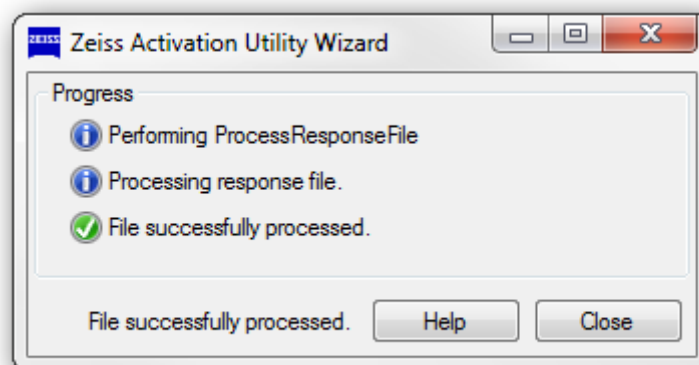 ZEISS Zeiss Activation Utility Wizard
Progress
Performing ProcessResponseFile
Processing response file.
File successfully processed.
File successfully processed. Help Close